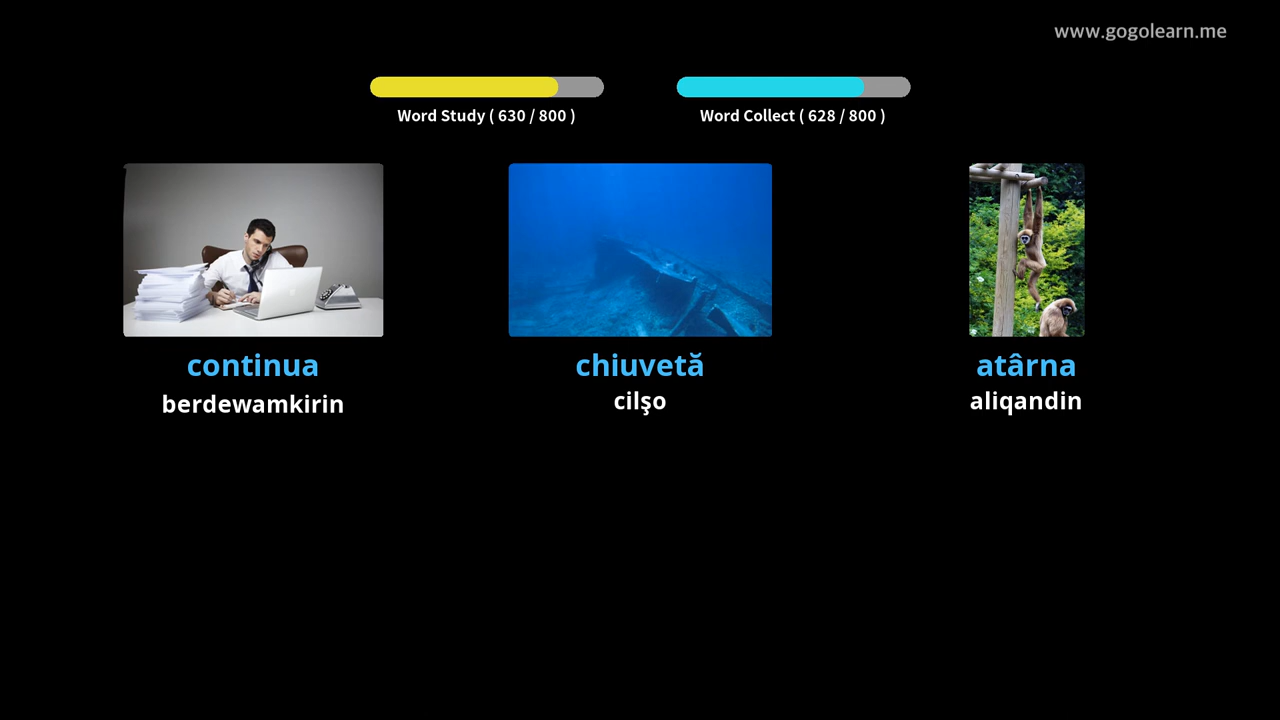 www.gogolearn.me
Word Study ( 630 / 800 )
Word Collect ( 628 / 800 )
continua
berdewamkirin
chiuvetă
cilşo
atârna
aliqandin